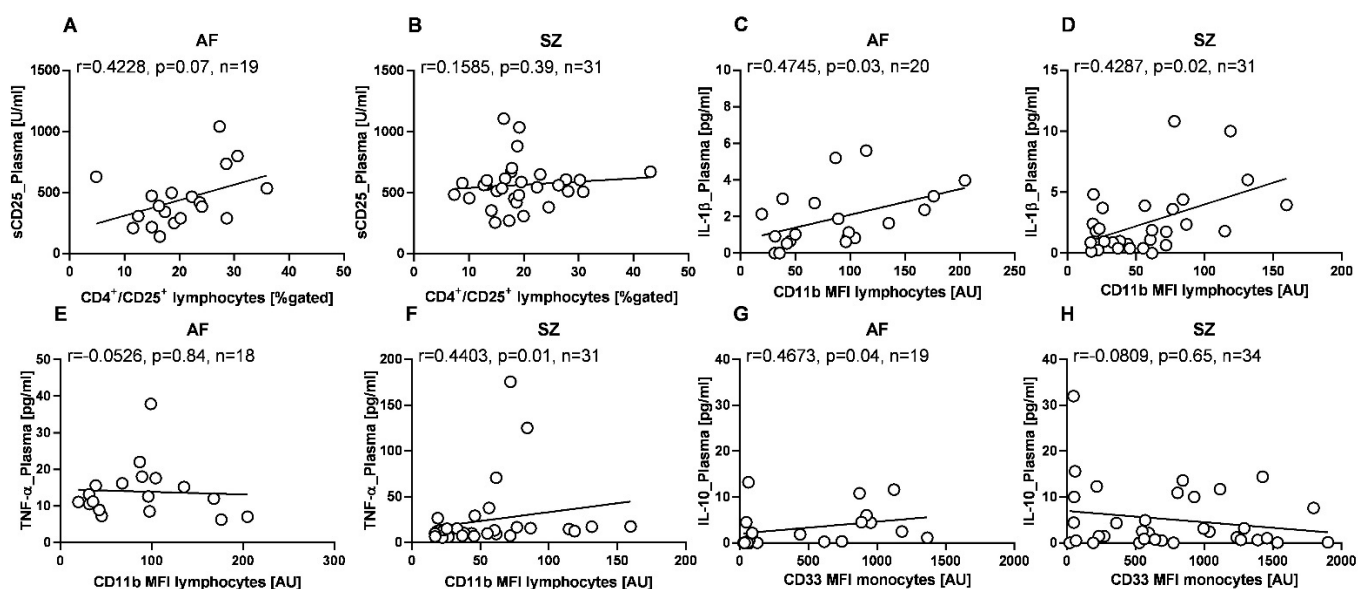 A
AF
r=0.4228, p=0.07, n=19
sCD25_Plasma [U/ml]
1500
1000
500
0
0 10 20 30 40 50
CD4⁺/CD25⁺ lymphocytes [%gated]
B
SZ
r=0.1585, p=0.39, n=31
sCD25_Plasma [U/ml]
1500
1000
500
0
0 10 20 30 40 50
CD4⁺/CD25⁺ lymphocytes [%gated]
C
AF
r=0.4745, p=0.03, n=20
IL-1β_Plasma [pg/ml]
10
8
6
4
2
0
0 50 100 150 200 250
CD11b MFI lymphocytes [AU]
D
SZ
r=0.4287, p=0.02, n=31
IL-1β_Plasma [pg/ml]
15
10
5
0
0 50 100 150 200
CD11b MFI lymphocytes [AU]
E
AF
r=-0.0526, p=0.84, n=18
TNF-α_Plasma [pg/ml]
50
40
30
20
10
0
0 100 200 300
CD11b MFI lymphocytes [AU]
F
SZ
r=0.4403, p=0.01, n=31
TNF-α_Plasma [pg/ml]
200
150
100
50
0
0 50 100 150 200
CD11b MFI lymphocytes [AU]
G
AF
r=0.4673, p=0.04, n=19
IL-10_Plasma [pg/ml]
40
30
20
10
0
0 500 1000 1500 2000
CD33 MFI monocytes [AU]
H
SZ
r=-0.0809, p=0.65, n=34
IL-10_Plasma [pg/ml]
40
30
20
10
0
0 500 1000 1500 2000
CD33 MFI monocytes [AU]